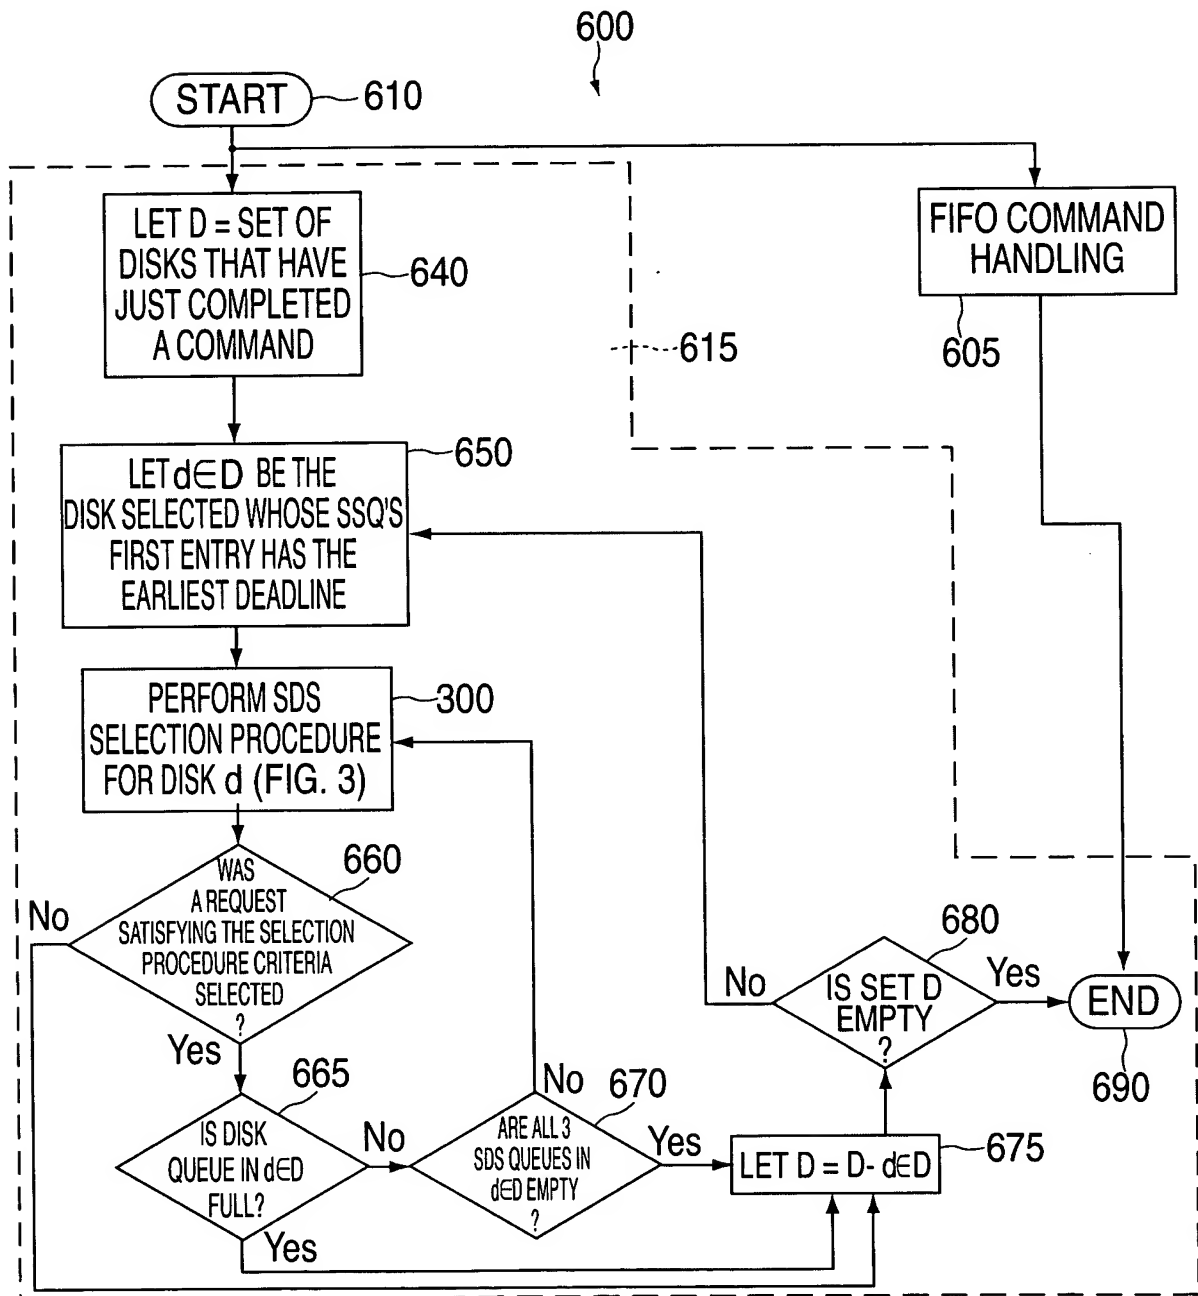 600
START
610
LET D = SET OF
DISKS THAT HAVE
JUST COMPLETED
A COMMAND
640
FIFO COMMAND
HANDLING
605
615
LET d∈D BE THE
DISK SELECTED WHOSE SSQ'S
FIRST ENTRY HAS THE
EARLIEST DEADLINE
650
PERFORM SDS
SELECTION PROCEDURE
FOR DISK d (FIG. 3)
300
WAS
A REQUEST
SATISFYING THE SELECTION
PROCEDURE CRITERIA
SELECTED
?
660
No
Yes
IS DISK
QUEUE IN d∈D
FULL?
665
No
Yes
ARE ALL 3
SDS QUEUES IN
d∈D EMPTY
?
670
No
Yes
LET D = D- d∈D
675
IS SET D
EMPTY
?
680
No
Yes
END
690